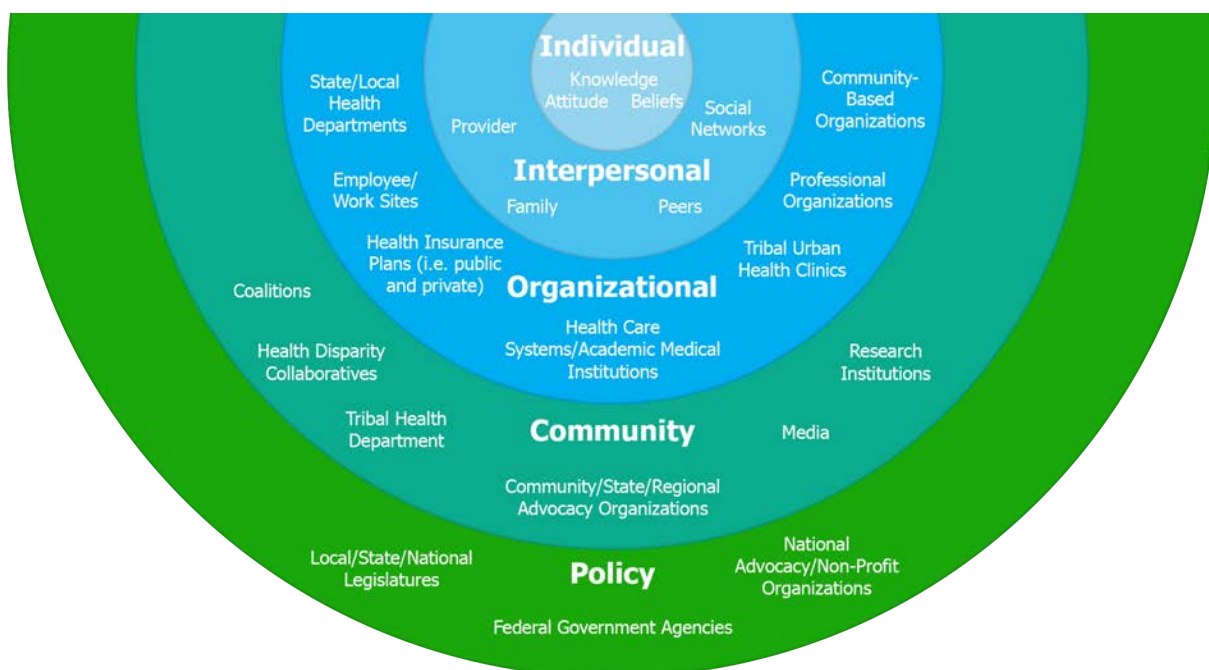 Individual
Knowledge
Attitude Beliefs
Provider
Social
Networks
Interpersonal
Family
Peers
State/Local
Health
Departments
Community-
Based
Organizations
Employee/
Work Sites
Professional
Organizations
Health Insurance
Plans (i.e. public
and private)
Tribal Urban
Health Clinics
Organizational
Health Care
Systems/Academic Medical
Institutions
Coalitions
Health Disparity
Collaboratives
Research
Institutions
Tribal Health
Department
Community
Media
Community/State/Regional
Advocacy Organizations
Local/State/National
Legislatures
Policy
National
Advocacy/Non-Profit
Organizations
Federal Government Agencies